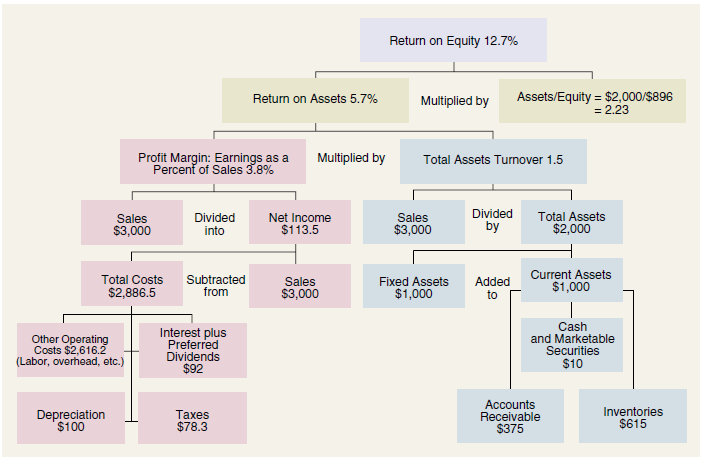 Return on Equity 12.7%
Return on Assets 5.7%
Multiplied by
Assets/Equity = $2,000/$896
= 2.23
Profit Margin: Earnings as a
Percent of Sales 3.8%
Multiplied by
Total Assets Turnover 1.5
Sales
$3,000
Divided
into
Net Income
$113.5
Sales
$3,000
Divided
by
Total Assets
$2,000
Total Costs
$2,886.5
Subtracted
from
Sales
$3,000
Fixed Assets
$1,000
Added
to
Current Assets
$1,000
Other Operating
Costs $2,616.2
(Labor, overhead, etc.)
Interest plus
Preferred
Dividends
$92
Cash
and Marketable
Securities
$10
Depreciation
$100
Taxes
$78.3
Accounts
Receivable
$375
Inventories
$615